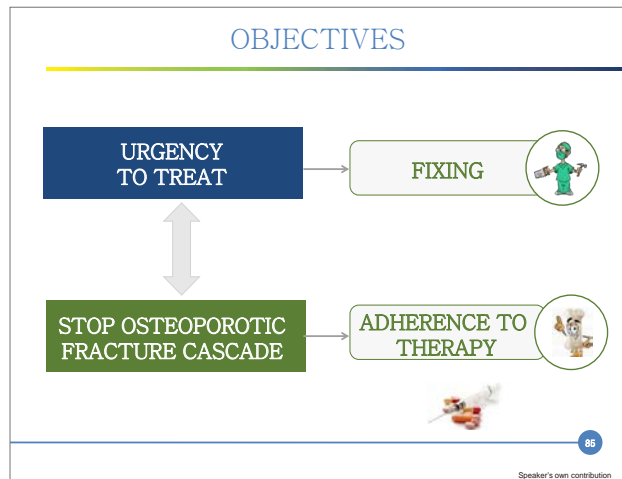 OBJECTIVES
URGENCY
TO TREAT
FIXING
STOP OSTEOPOROTIC
FRACTURE CASCADE
ADHERENCE TO
THERAPY
85
Speaker's own contribution